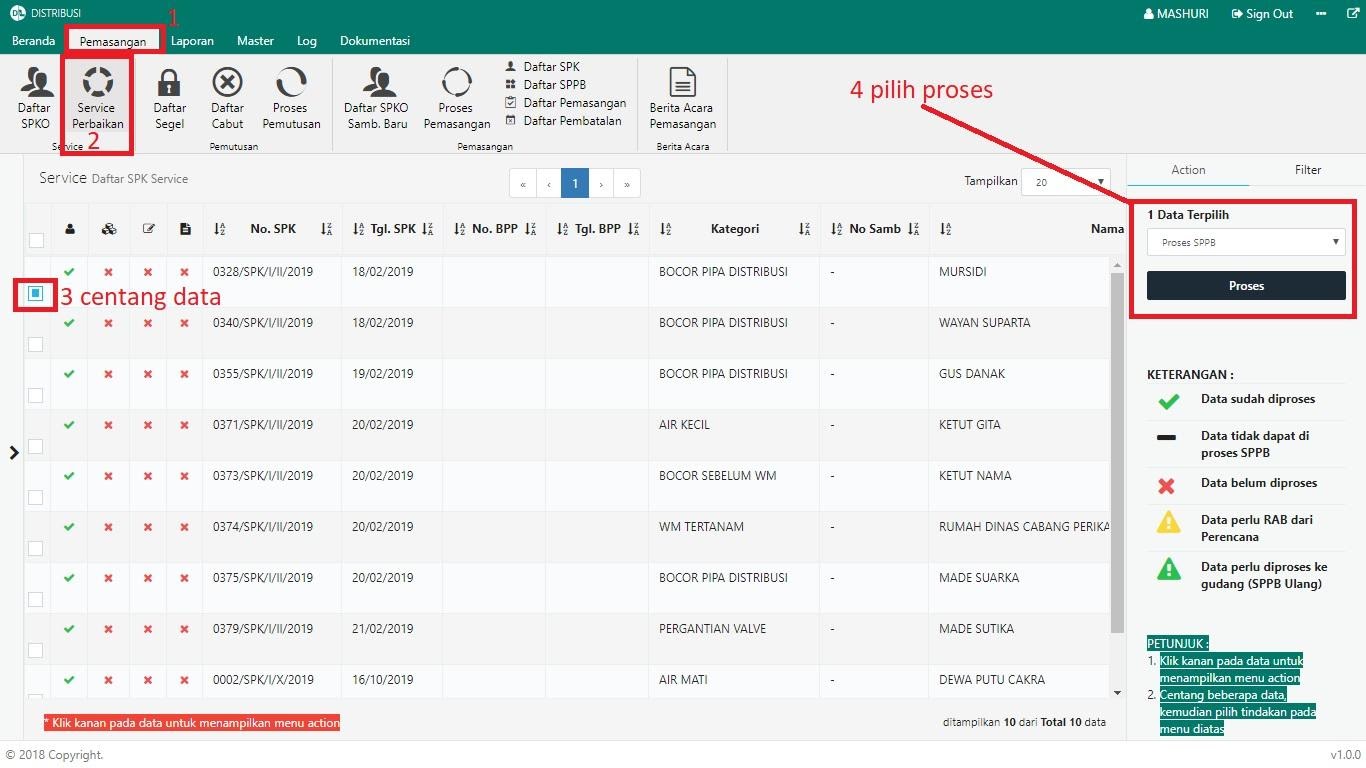 DISTRIBUSI
MASHURI Sign Out
1
Beranda Pemasangan Laporan Master Log Dokumentasi
Daftar SPKO
Service Perbaikan
2
Service
Daftar Segel
Daftar Cabut
Proses Pemutusan
Pemutusan
Daftar SPKO Samb. Baru
Proses Pemasangan
Daftar SPK
Daftar SPPB
Daftar Pemasangan
Daftar Pembatalan
Pemasangan
Berita Acara Pemasangan
Berita Acara
4 pilih proses
Service Daftar SPK Service
« ‹ 1 › »
Tampilkan 20
No. SPK Tgl. SPK No. BPP Tgl. BPP Kategori No Samb Nama
0328/SPK/I/II/2019 18/02/2019 BOCOR PIPA DISTRIBUSI - MURSIDI
3 centang data
0340/SPK/I/II/2019 18/02/2019 BOCOR PIPA DISTRIBUSI - WAYAN SUPARTA
0355/SPK/I/II/2019 19/02/2019 BOCOR PIPA DISTRIBUSI - GUS DANAK
0371/SPK/I/II/2019 20/02/2019 AIR KECIL - KETUT GITA
0373/SPK/I/II/2019 20/02/2019 BOCOR SEBELUM WM - KETUT NAMA
0374/SPK/I/II/2019 20/02/2019 WM TERTANAM - RUMAH DINAS CABANG PERIKA
0375/SPK/I/II/2019 20/02/2019 BOCOR PIPA DISTRIBUSI - MADE SUARKA
0379/SPK/I/II/2019 21/02/2019 PERGANTIAN VALVE - MADE SUTIKA
0002/SPK/I/X/2019 16/10/2019 AIR MATI - DEWA PUTU CAKRA
* Klik kanan pada data untuk menampilkan menu action
ditampilkan 10 dari Total 10 data
Action Filter
1 Data Terpilih
Proses SPPB
Proses
KETERANGAN :
Data sudah diproses
Data tidak dapat di
proses SPPB
Data belum diproses
Data perlu RAB dari
Perencana
Data perlu diproses ke
gudang (SPPB Ulang)
PETUNJUK :
1. Klik kanan pada data untuk
menampilkan menu action
2. Centang beberapa data,
kemudian pilih tindakan pada
menu diatas
© 2018 Copyright.
v1.0.0